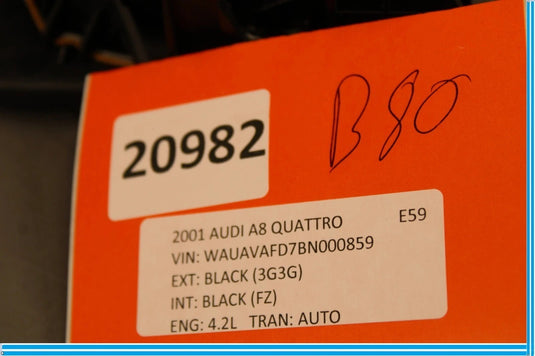 B80
20982
2001 AUDI A8 QUATTRO E59
VIN: WAUAVAFD7BN000859
EXT: BLACK (3G3G)
INT: BLACK (FZ)
ENG: 4.2L TRAN: AUTO